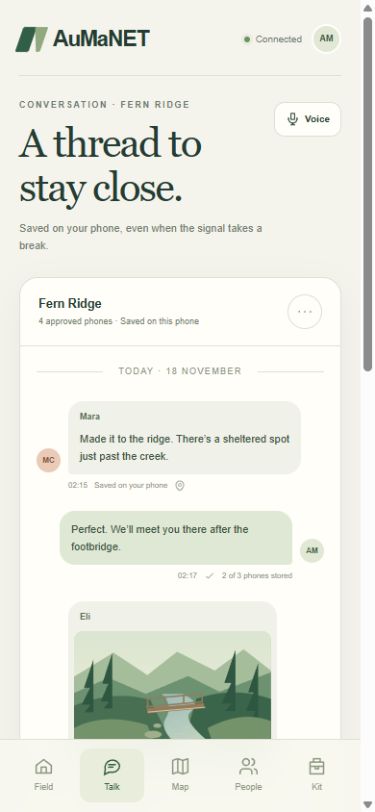 AuMaNET
Connected
AM
CONVERSATION · FERN RIDGE
Voice
A thread to
stay close.
Saved on your phone, even when the signal takes a
break.
Fern Ridge
4 approved phones · Saved on this phone
TODAY · 18 NOVEMBER
Mara
Made it to the ridge. There's a sheltered spot
just past the creek.
MC
02:15 Saved on your phone
Perfect. We'll meet you there after the
footbridge.
AM
02:17 2 of 3 phones stored
Eli
Field
Talk
Map
People
Kit